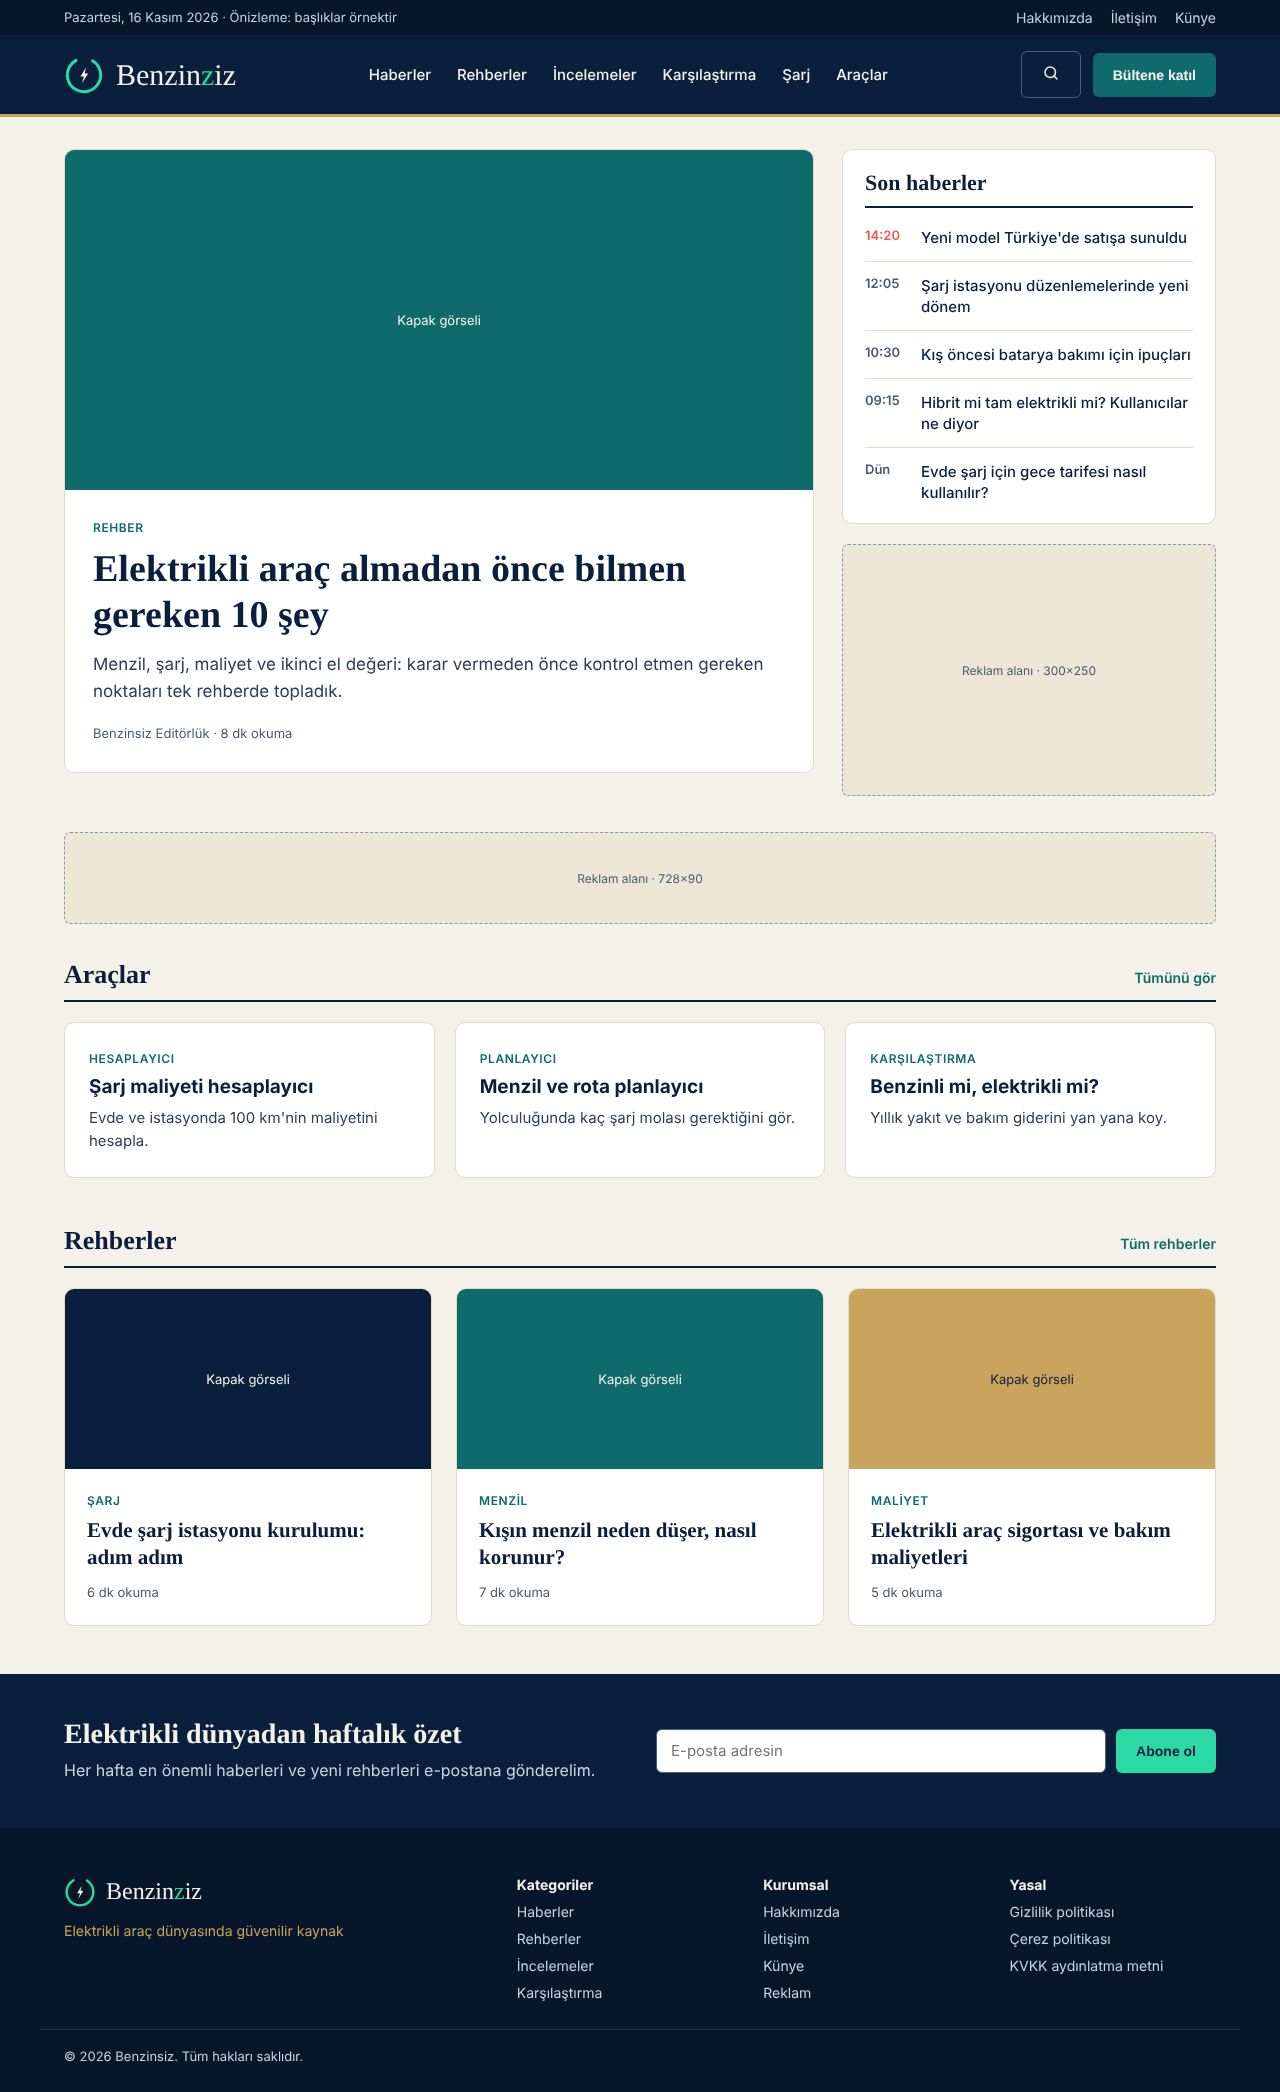 Pazartesi, 16 Kasım 2026 · Önizleme: başlıklar örnektir
Hakkımızda İletişim Künye
Benzinziz
Haberler Rehberler İncelemeler Karşılaştırma Şarj Araçlar
Bültene katıl
Kapak görseli
REHBER
Elektrikli araç almadan önce bilmen
gereken 10 şey
Menzil, şarj, maliyet ve ikinci el değeri: karar vermeden önce kontrol etmen gereken
noktaları tek rehberde topladık.
Benzinsiz Editörlük · 8 dk okuma
Son haberler
14:20 Yeni model Türkiye'de satışa sunuldu
12:05 Şarj istasyonu düzenlemelerinde yeni
dönem
10:30 Kış öncesi batarya bakımı için ipuçları
09:15 Hibrit mi tam elektrikli mi? Kullanıcılar
ne diyor
Dün Evde şarj için gece tarifesi nasıl
kullanılır?
Reklam alanı · 300×250
Reklam alanı · 728×90
Araçlar
Tümünü gör
HESAPLAYICI
Şarj maliyeti hesaplayıcı
Evde ve istasyonda 100 km'nin maliyetini
hesapla.
PLANLAYICI
Menzil ve rota planlayıcı
Yolculuğunda kaç şarj molası gerektiğini gör.
KARŞILAŞTIRMA
Benzinli mi, elektrikli mi?
Yıllık yakıt ve bakım giderini yan yana koy.
Rehberler
Tüm rehberler
Kapak görseli
ŞARJ
Evde şarj istasyonu kurulumu:
adım adım
6 dk okuma
Kapak görseli
MENZİL
Kışın menzil neden düşer, nasıl
korunur?
7 dk okuma
Kapak görseli
MALİYET
Elektrikli araç sigortası ve bakım
maliyetleri
5 dk okuma
Elektrikli dünyadan haftalık özet
Her hafta en önemli haberleri ve yeni rehberleri e-postana gönderelim.
E-posta adresin
Abone ol
Benzinziz
Elektrikli araç dünyasında güvenilir kaynak
Kategoriler
Haberler
Rehberler
İncelemeler
Karşılaştırma
Kurumsal
Hakkımızda
İletişim
Künye
Reklam
Yasal
Gizlilik politikası
Çerez politikası
KVKK aydınlatma metni
© 2026 Benzinsiz. Tüm hakları saklıdır.